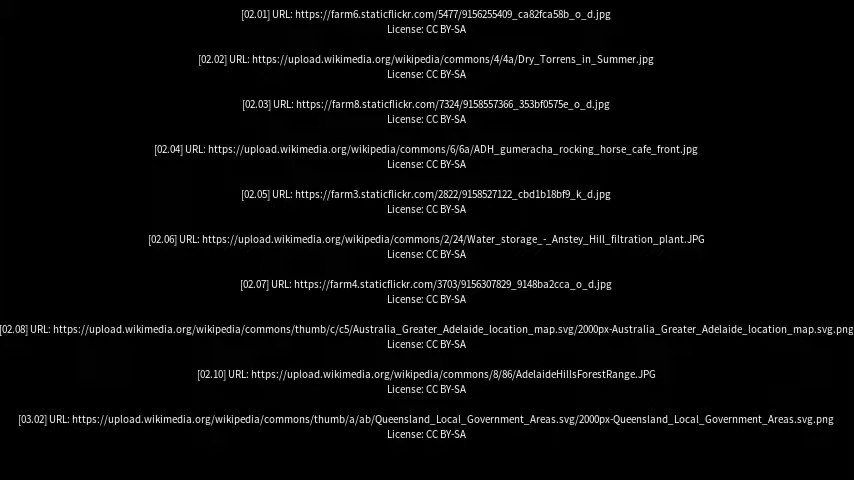 [02.01] URL: https://farm6.staticflickr.com/5477/9156255409_ca82fca58b_o_d.jpg
License: CC BY-SA
[02.02] URL: https://upload.wikimedia.org/wikipedia/commons/4/4a/Dry_Torrens_in_Summer.jpg
License: CC BY-SA
[02.03] URL: https://farm8.staticflickr.com/7324/9158557366_353bf0575e_o_d.jpg
License: CC BY-SA
[02.04] URL: https://upload.wikimedia.org/wikipedia/commons/6/6a/ADH_gumeracha_rocking_horse_cafe_front.jpg
License: CC BY-SA
[02.05] URL: https://farm3.staticflickr.com/2822/9158527122_cbd1b18bf9_k_d.jpg
License: CC BY-SA
[02.06] URL: https://upload.wikimedia.org/wikipedia/commons/2/24/Water_storage_-_Anstey_Hill_filtration_plant.JPG
License: CC BY-SA
[02.07] URL: https://farm4.staticflickr.com/3703/9156307829_9148ba2cca_o_d.jpg
License: CC BY-SA
[02.08] URL: https://upload.wikimedia.org/wikipedia/commons/thumb/c/c5/Australia_Greater_Adelaide_location_map.svg/2000px-Australia_Greater_Adelaide_location_map.svg.png
License: CC BY-SA
[02.10] URL: https://upload.wikimedia.org/wikipedia/commons/8/86/AdelaideHillsForestRange.JPG
License: CC BY-SA
[03.02] URL: https://upload.wikimedia.org/wikipedia/commons/thumb/a/ab/Queensland_Local_Government_Areas.svg/2000px-Queensland_Local_Government_Areas.svg.png
License: CC BY-SA